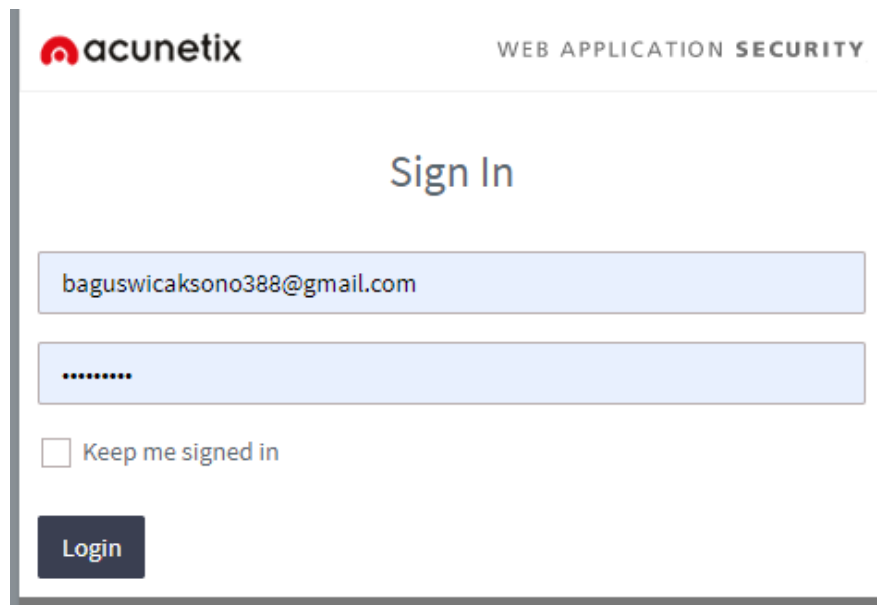 acunetix WEB APPLICATION SECURITY
Sign In
baguswicaksono388@gmail.com
•••••••••
Keep me signed in
Login